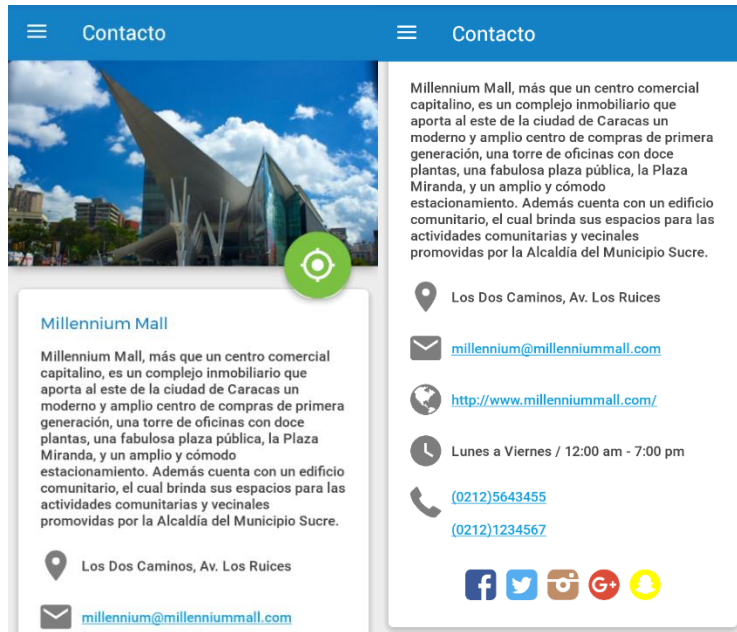 Contacto
Millennium Mall
Millennium Mall, más que un centro comercial
capitalino, es un complejo inmobiliario que
aporta al este de la ciudad de Caracas un
moderno y amplio centro de compras de primera
generación, una torre de oficinas con doce
plantas, una fabulosa plaza pública, la Plaza
Miranda, y un amplio y cómodo
estacionamiento. Además cuenta con un edificio
comunitario, el cual brinda sus espacios para las
actividades comunitarias y vecinales
promovidas por la Alcaldía del Municipio Sucre.
Los Dos Caminos, Av. Los Ruices
millennium@millenniummall.com
Contacto
Millennium Mall, más que un centro comercial
capitalino, es un complejo inmobiliario que
aporta al este de la ciudad de Caracas un
moderno y amplio centro de compras de primera
generación, una torre de oficinas con doce
plantas, una fabulosa plaza pública, la Plaza
Miranda, y un amplio y cómodo
estacionamiento. Además cuenta con un edificio
comunitario, el cual brinda sus espacios para las
actividades comunitarias y vecinales
promovidas por la Alcaldía del Municipio Sucre.
Los Dos Caminos, Av. Los Ruices
millennium@millenniummall.com
http://www.millenniummall.com/
Lunes a Viernes / 12:00 am - 7:00 pm
(0212)5643455
(0212)1234567
f
G+